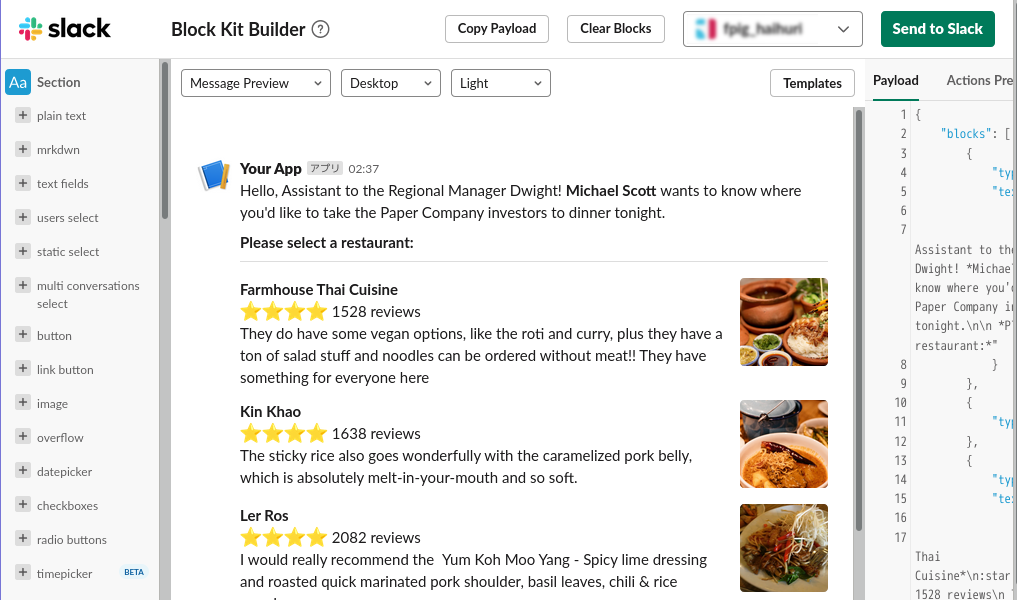 slack
Block Kit Builder ?
Copy Payload
Clear Blocks
Send to Slack
Aa Section
plain text
mrkdwn
text fields
users select
static select
multi conversations
select
button
link button
image
overflow
datepicker
checkboxes
radio buttons
timepicker BETA
Message Preview
Desktop
Light
Templates
Your App アプリ 02:37
Hello, Assistant to the Regional Manager Dwight! Michael Scott wants to know where
you'd like to take the Paper Company investors to dinner tonight.
Please select a restaurant:
Farmhouse Thai Cuisine
1528 reviews
They do have some vegan options, like the roti and curry, plus they have a
ton of salad stuff and noodles can be ordered without meat!! They have
something for everyone here
Kin Khao
1638 reviews
The sticky rice also goes wonderfully with the caramelized pork belly,
which is absolutely melt-in-your-mouth and so soft.
Ler Ros
2082 reviews
I would really recommend the Yum Koh Moo Yang - Spicy lime dressing
and roasted quick marinated pork shoulder, basil leaves, chili & rice
Payload
Actions Pre
1 {
2 "blocks": [
3 {
4 "typ
5 "te
6
7
Assistant to the
Dwight! *Michae
know where you'
Paper Company in
tonight.\n\n *P
restaurant:*"
8 }
9 },
10 {
11 "typ
12 },
13 {
14 "typ
15 "te
16
17
Thai
Cuisine*\n:star
1528 reviews\n